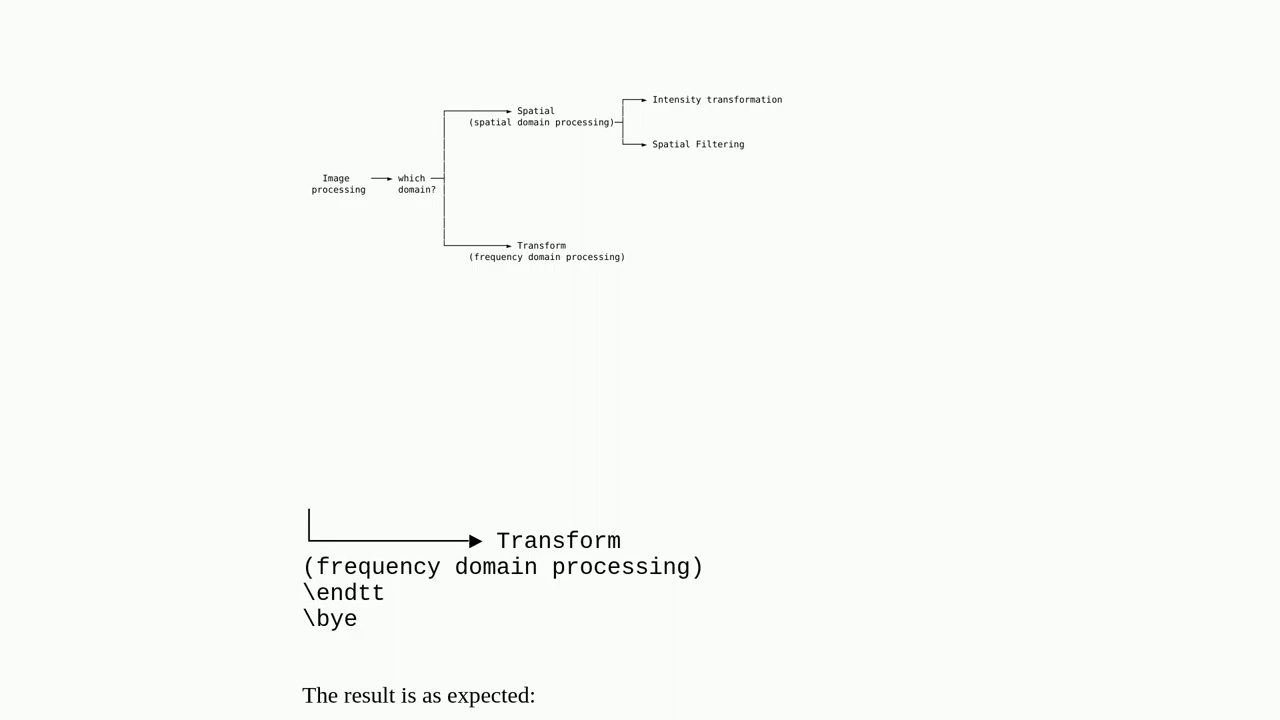 Intensity transformation
Spatial
(spatial domain processing)
Spatial Filtering
Image which
processing domain?
Transform
(frequency domain processing)
Transform
(frequency domain processing)
\endtt
\bye
The result is as expected: